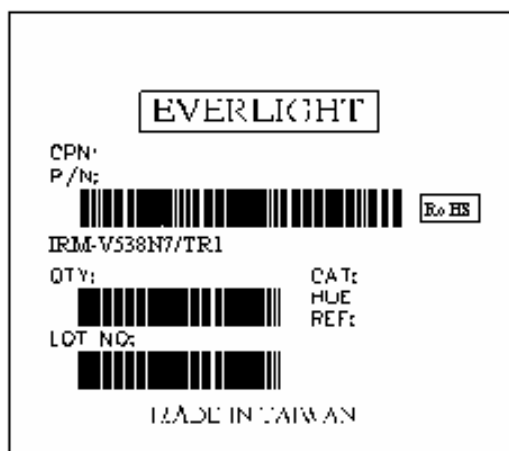 EVERLIGHT
CPN:
P/N:
RoHS
IRM-V538N7/TR1
QTY:
CAT:
HUE
REF:
LOT NO:
MADE IN TAIWAN